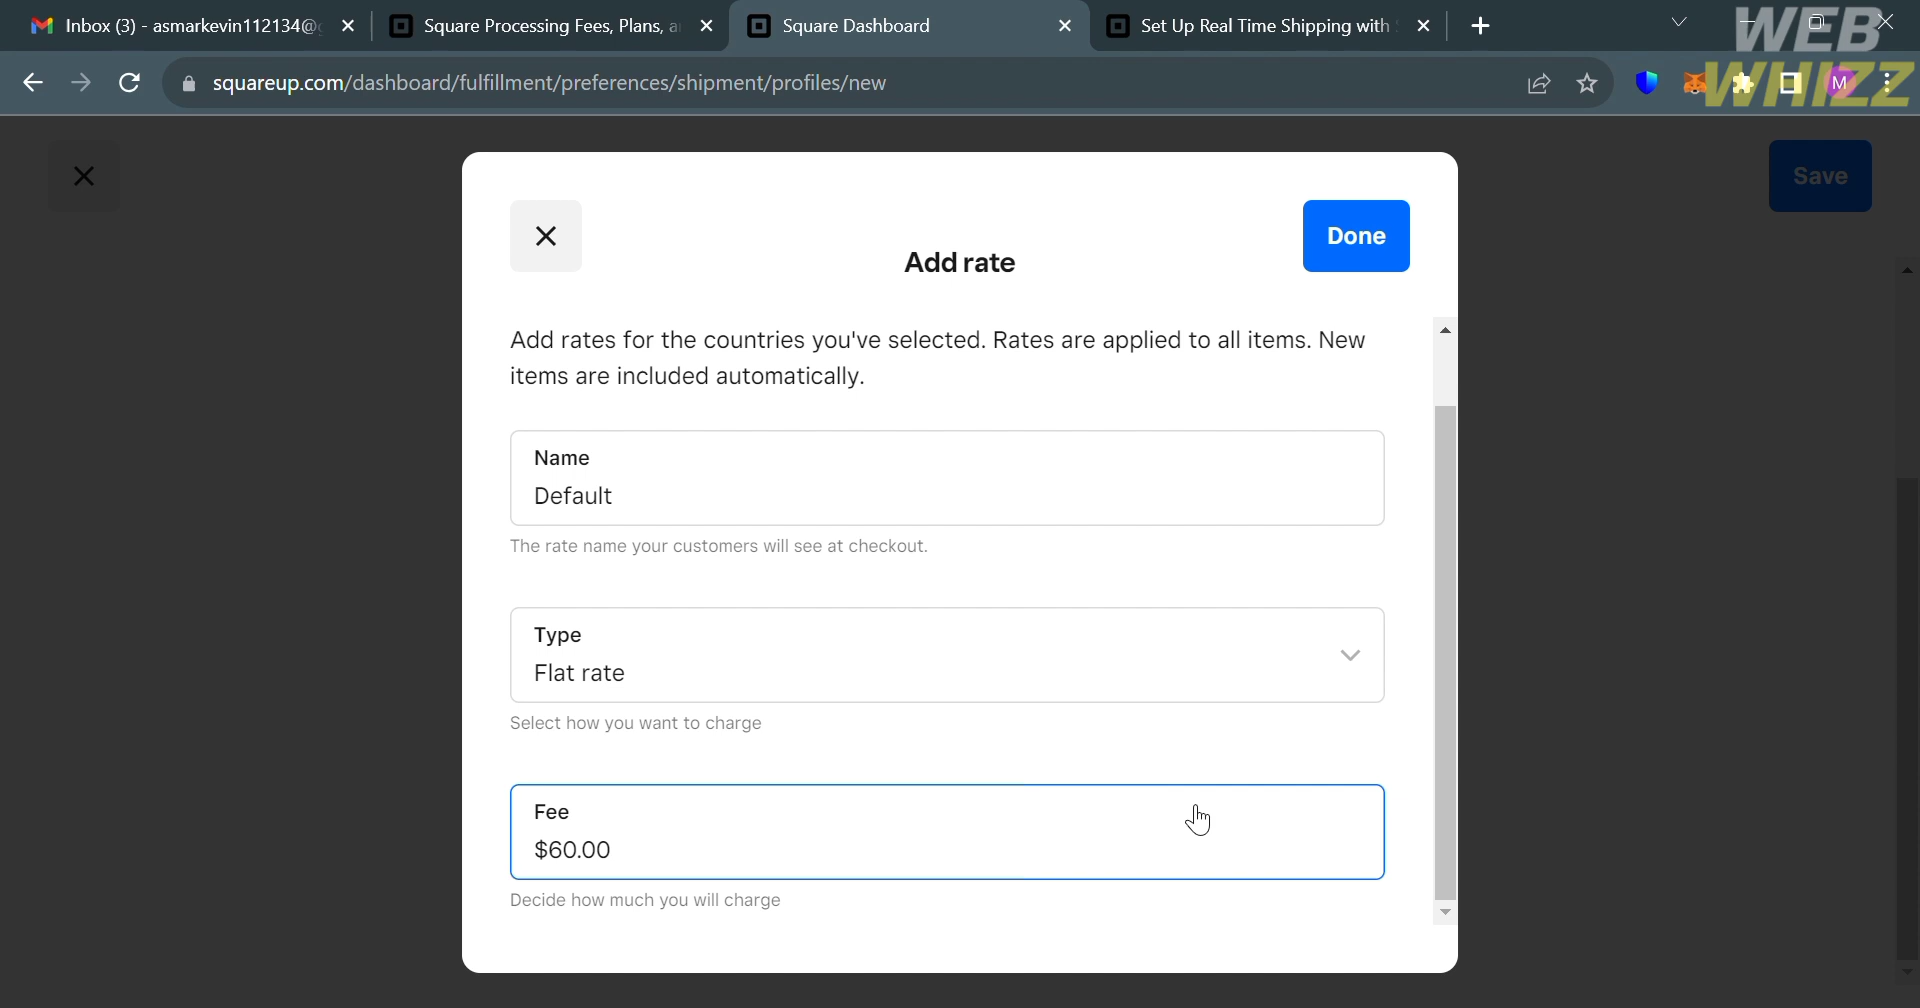 Inbox (3) - asmarkevin112134@
Square Processing Fees, Plans, a
Square Dashboard
Set Up Real Time Shipping with
WEB
WHIZZ
squareup.com/dashboard/fulfillment/preferences/shipment/profiles/new
M
Save
Done
Add rate
Add rates for the countries you've selected. Rates are applied to all items. New
items are included automatically.
Name
Default
The rate name your customers will see at checkout.
Type
Flat rate
Select how you want to charge
Fee
$60.00
Decide how much you will charge